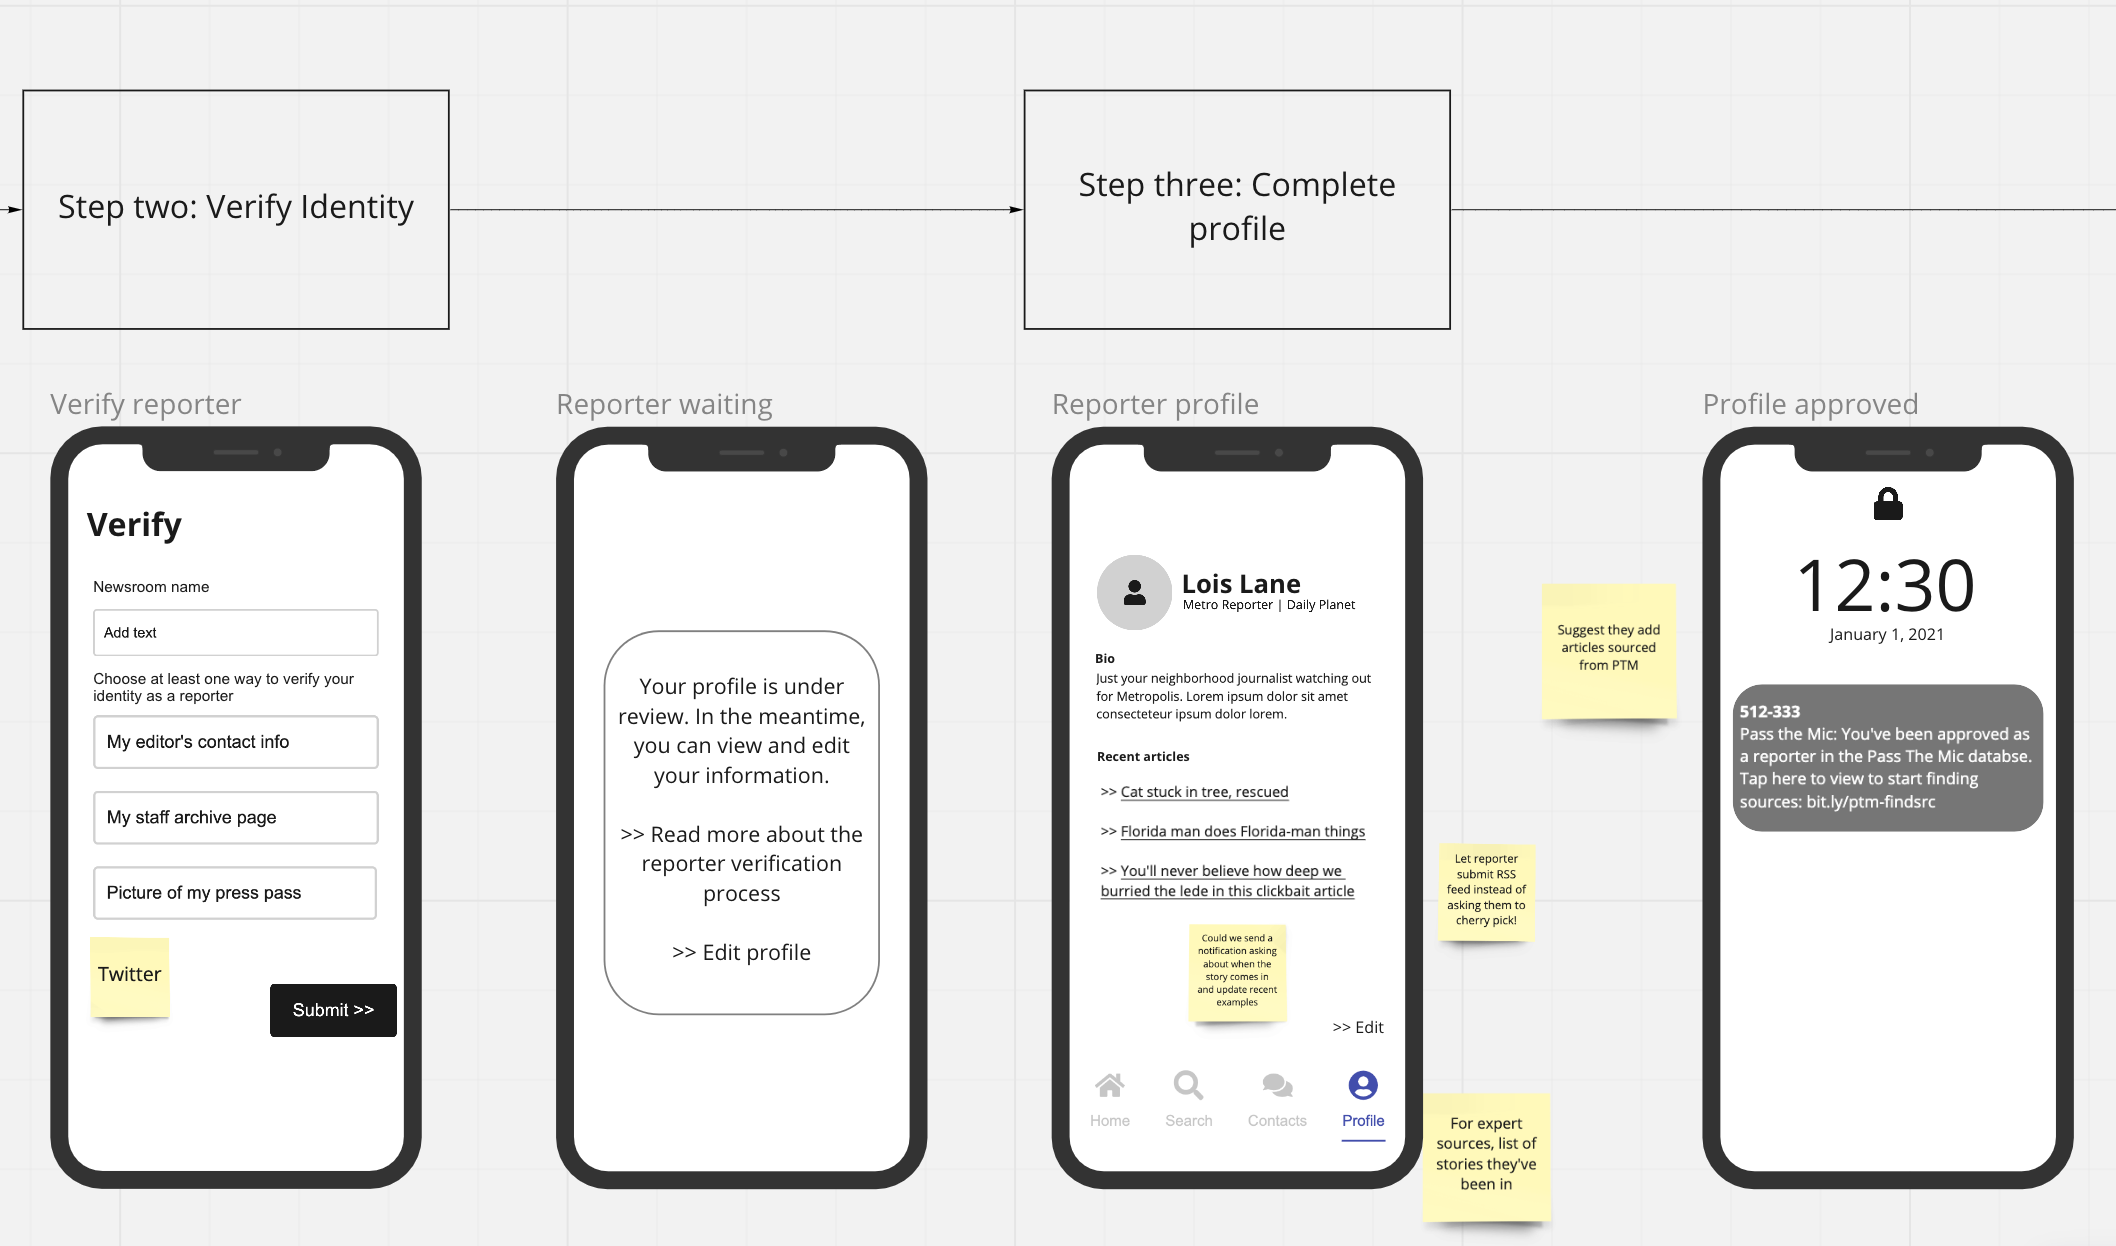 Step two: Verify Identity
Step three: Complete
profile
Verify reporter
Verify
Newsroom name
Add text
Choose at least one way to verify your
identity as a reporter
My editor's contact info
My staff archive page
Picture of my press pass
Twitter
Submit >>
Reporter waiting
Your profile is under
review. In the meantime,
you can view and edit
your information.
>> Read more about the
reporter verification
process
>> Edit profile
Reporter profile
Lois Lane
Metro Reporter | Daily Planet
Bio
Just your neighborhood journalist watching out
for Metropolis. Lorem ipsum dolor sit amet
consecteteur ipsum dolor lorem.
Recent articles
>> Cat stuck in tree, rescued
>> Florida man does Florida-man things
>> You'll never believe how deep we
burried the lede in this clickbait article
Could we send a
notification asking
about when the
story comes in
and update recent
examples
>> Edit
Home
Search
Contacts
Profile
Suggest they add
articles sourced
from PTM
Let reporter
submit RSS
feed instead of
asking them to
cherry pick!
For expert
sources, list of
stories they've
been in
Profile approved
12:30
January 1, 2021
512-333
Pass the Mic: You've been approved as
a reporter in the Pass The Mic databse.
Tap here to view to start finding
sources: bit.ly/ptm-findsrc